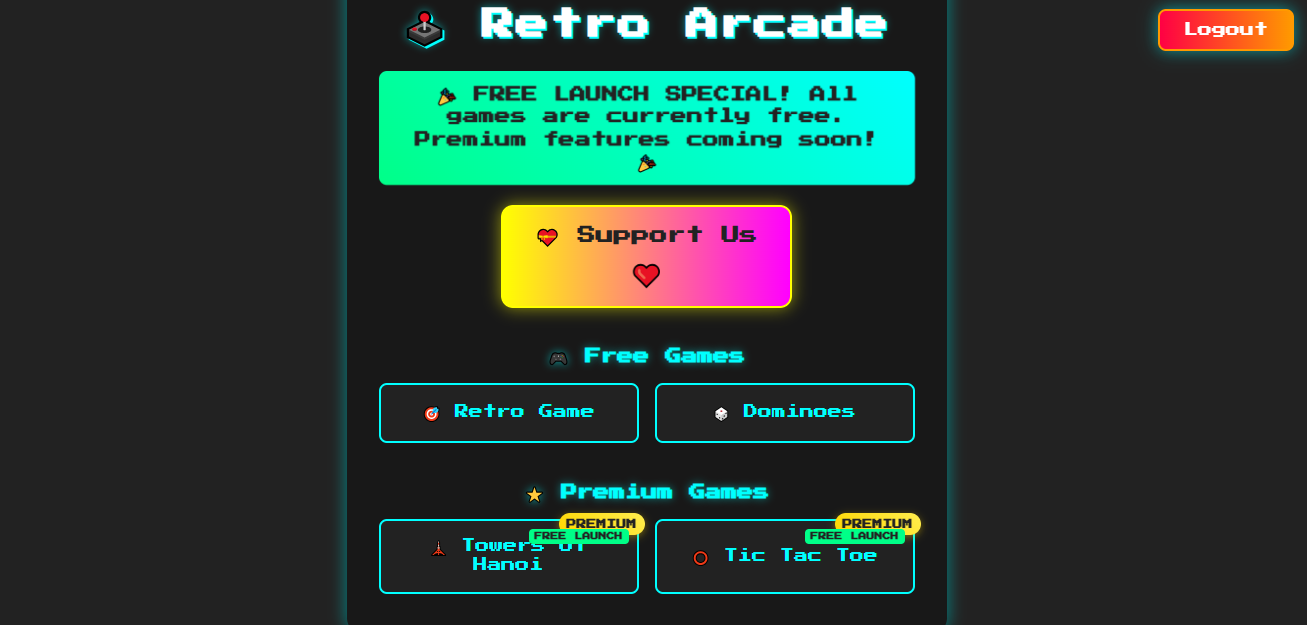 Retro Arcade
Logout
FREE LAUNCH SPECIAL! All
games are currently free.
Premium features coming soon!
Support Us
Free Games
Retro Game
Dominoes
Premium Games
PREMIUM
FREE LAUNCH
Towers of
Hanoi
PREMIUM
FREE LAUNCH
Tic Tac Toe